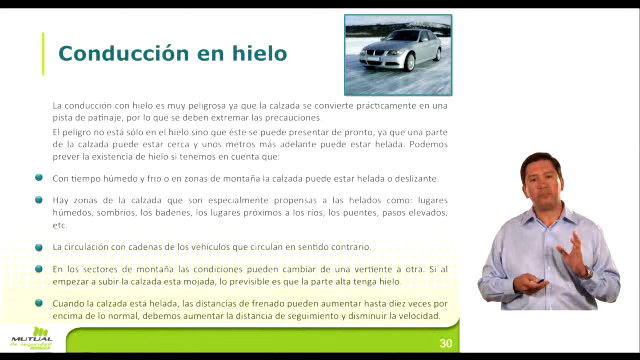 Conducción en hielo
La conducción con hielo es muy peligrosa ya que la calzada se convierte prácticamente en una
pista de patinaje, por lo que se deben extremar las precauciones
El peligro no está sólo en el hielo sino que éste se puede presentar de pronto, ya que una parte
de la calzada puede estar cerca y unos metros más adelante puede estar helada. Podemos
prever la existencia de hielo si tenemos en cuenta que:
Con tiempo húmedo y frio o en zonas de montaña la calzada puede estar helada o deslizante.
Hay zonas de la calzada que son especialmente propensas a las helados como: lugares
húmedos, sombríos, los badenes, los lugares próximos a los ríos, los puentes, pasos elevados,
etc.
La circulación con cadenas de los vehículos que circulan en sentido contrario.
En los sectores de montaña las condiciones pueden cambiar de una vertiente a otra. Si al
empezar a subir la calzada esta mojada, lo previsible es que la parte alta tenga hielo.
Cuando la calzada está helada, las distancias de frenado pueden aumentar hasta diez veces por
encima de lo normal, debemos aumentar la distancia de seguimiento y disminuir la velocidad.
MUTUAL
de seguridad
30